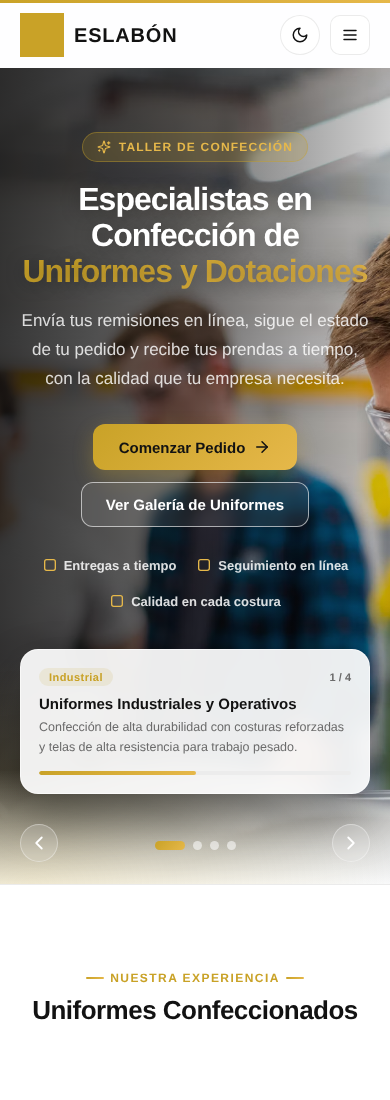 ESLABÓN
TALLER DE CONFECCIÓN
Especialistas en
Confección de
Uniformes y Dotaciones
Envía tus remisiones en línea, sigue el estado
de tu pedido y recibe tus prendas a tiempo,
con la calidad que tu empresa necesita.
Comenzar Pedido
Ver Galería de Uniformes
Entregas a tiempo
Seguimiento en línea
Calidad en cada costura
Industrial
1 / 4
Uniformes Industriales y Operativos
Confección de alta durabilidad con costuras reforzadas
y telas de alta resistencia para trabajo pesado.
NUESTRA EXPERIENCIA
Uniformes Confeccionados